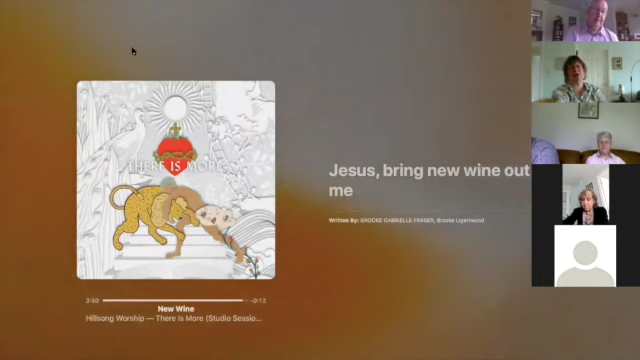 THERE IS MORE
Jesus, bring new wine out
me
Written By: BROOKE GABRIELLE FRASER, Brooke Ligertwood
3:50
-0:12
New Wine
Hillsong Worship — There Is More (Studio Sessio...